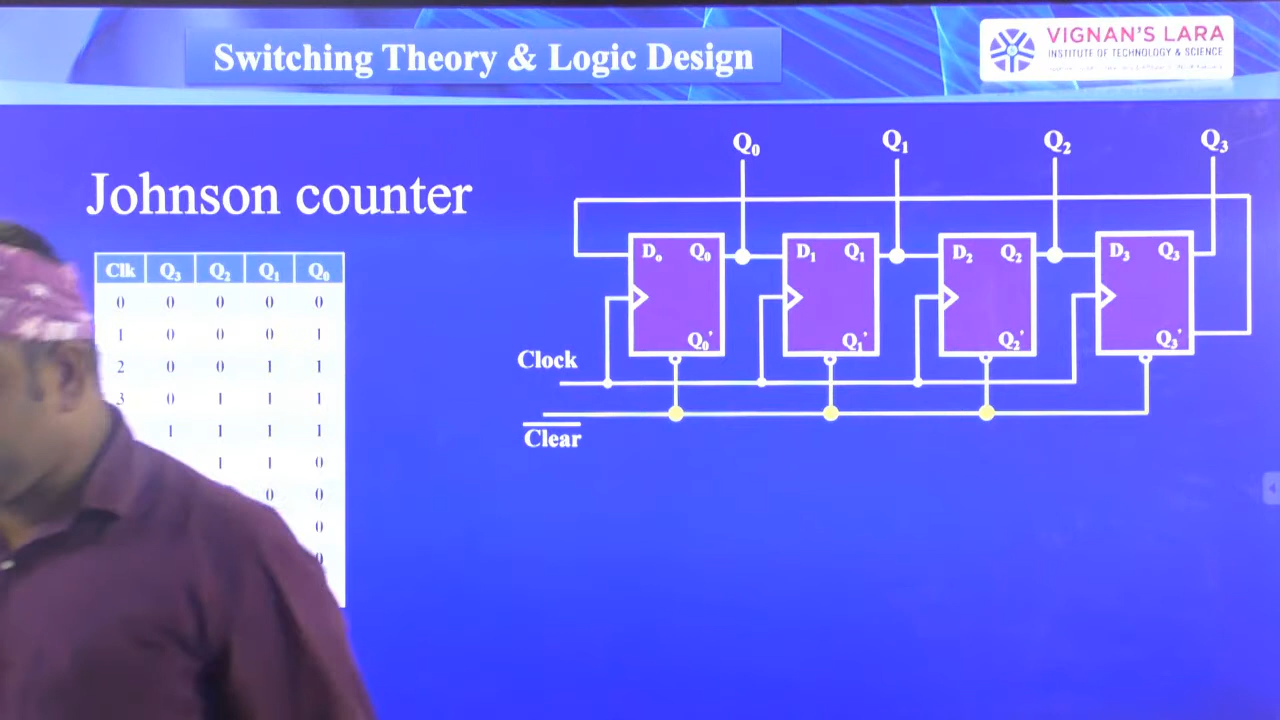 Switching Theory & Logic Design
VIGNAN'S LARA
INSTITUTE OF TECHNOLOGY & SCIENCE
Johnson counter
Q₀ Q₁ Q₂ Q₃
D₀ Q₀ D₁ Q₁ D₂ Q₂ D₃ Q₃
Q₀' Q₁' Q₂' Q₃'
Clock
Clear
Clk Q₃ Q₂ Q₁ Q₀
0 0 0 0 0
1 0 0 0 1
2 0 0 1 1
3 0 1 1 1
1 1 1 1
1 1 0
0 0
0